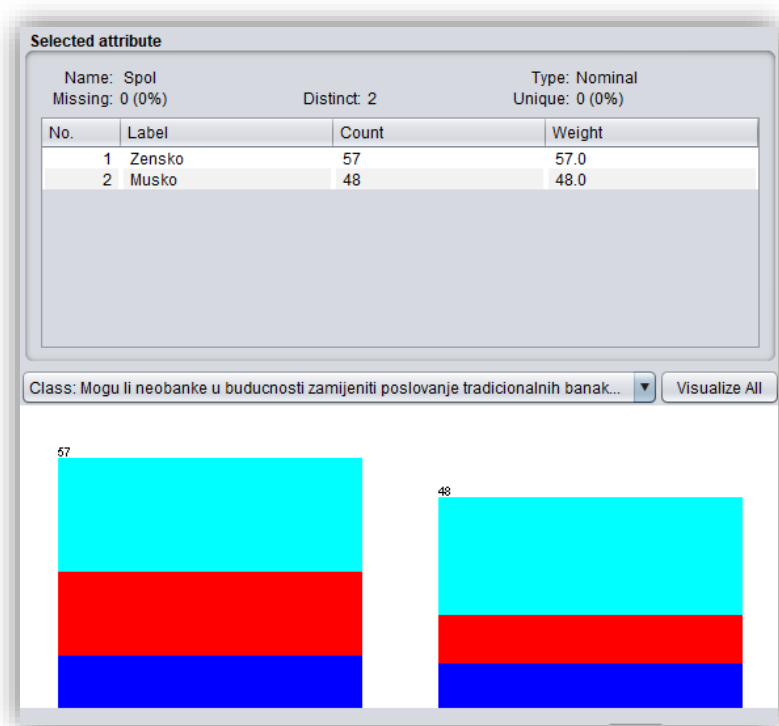 Selected attribute
Name: Spol Type: Nominal
Missing: 0 (0%) Distinct: 2 Unique: 0 (0%)
No. Label Count Weight
1 Zensko 57 57.0
2 Musko 48 48.0
Class: Mogu li neobanke u buducnosti zamijeniti poslovanje tradicionalnih banak... Visualize All
57
48